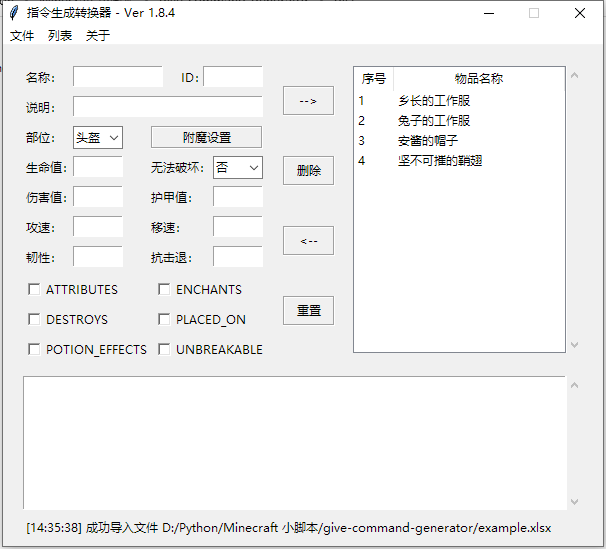 指令生成转换器 - Ver 1.8.4
文件 列表 关于
名称： ID：
说明：
部位： 头盔 附魔设置
生命值： 无法破坏： 否
伤害值： 护甲值：
攻速： 移速：
韧性： 抗击退：
ATTRIBUTES ENCHANTS
DESTROYS PLACED_ON
POTION_EFFECTS UNBREAKABLE
-->
删除
<--
重置
序号 物品名称
1 乡长的工作服
2 兔子的工作服
3 安酱的帽子
4 坚不可摧的鞘翅
[14:35:38] 成功导入文件 D:/Python/Minecraft 小脚本/give-command-generator/example.xlsx